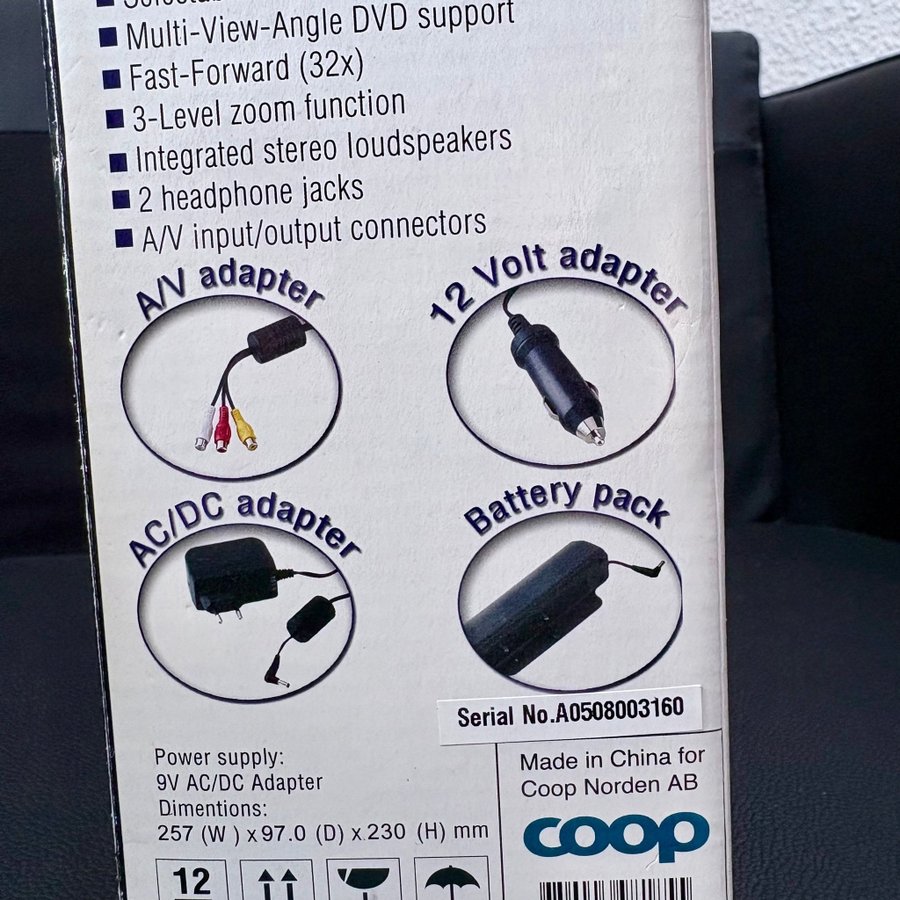 ■ Multi-View-Angle DVD support
■ Fast-Forward (32x)
■ 3-Level zoom function
■ Integrated stereo loudspeakers
■ 2 headphone jacks
■ A/V input/output connectors
A/V adapter
12 Volt adapter
AC/DC adapter
Battery pack
Serial No.A0508003160
Power supply:
9V AC/DC Adapter
Dimentions:
257 (W ) x 97.0 (D) x 230 (H) mm
Made in China for
Coop Norden AB
coop
12